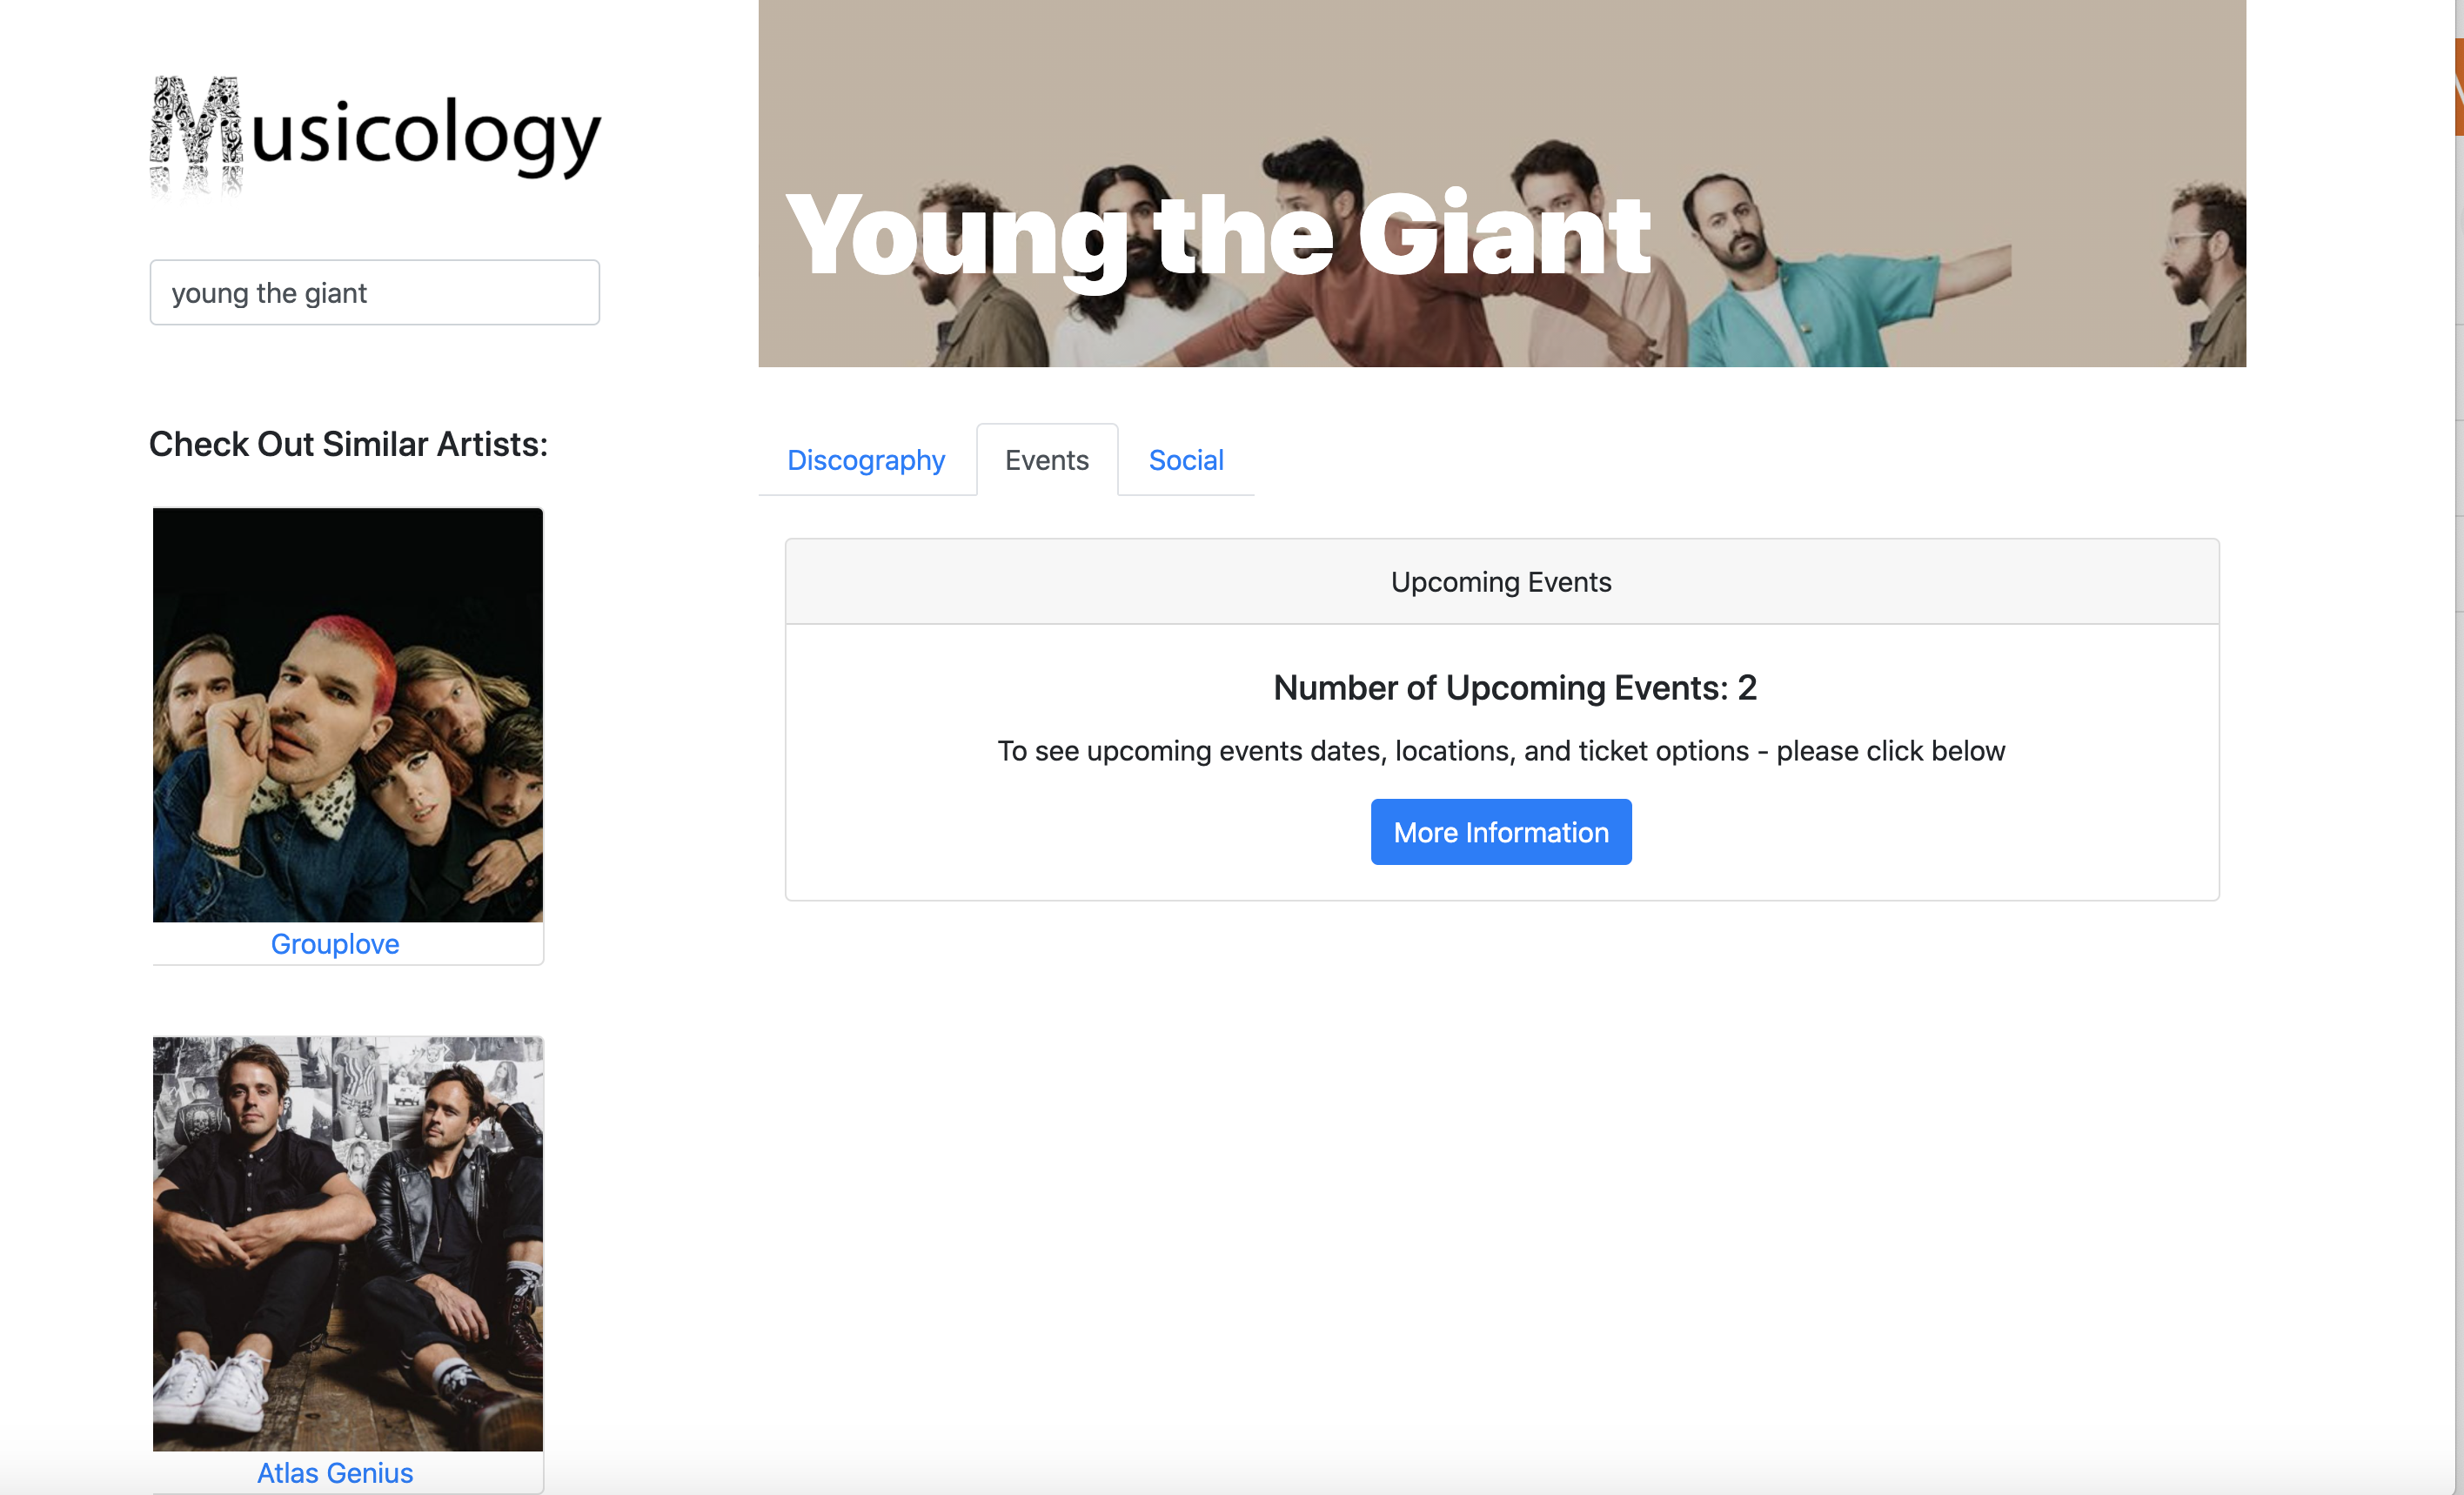 Musicology
young the giant
Check Out Similar Artists:
Grouplove
Atlas Genius
Young the Giant
Discography
Events
Social
Upcoming Events
Number of Upcoming Events: 2
To see upcoming events dates, locations, and ticket options - please click below
More Information